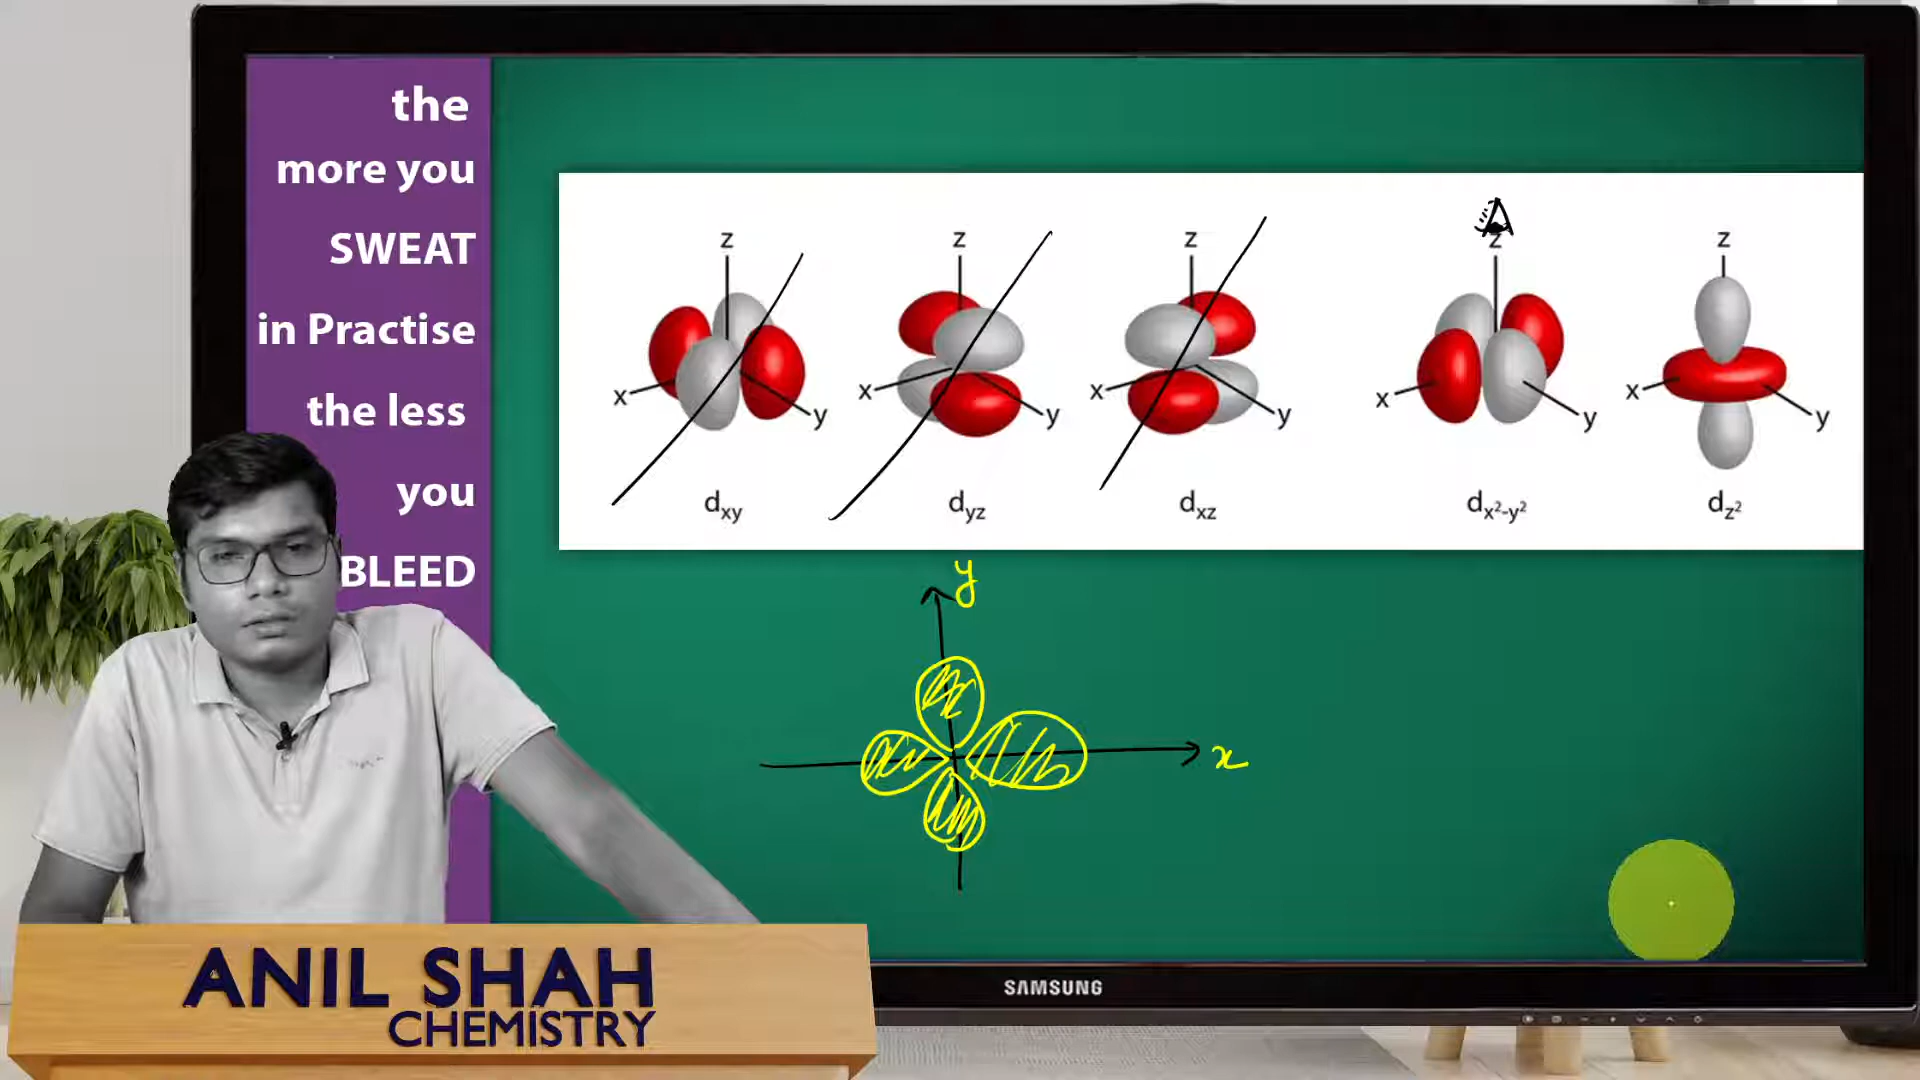 the
more you
SWEAT
in Practise
the less
you
BLEED
z z z z z
x y x y x y x y x y
dxy dyz dxz dx²-y² dz²
y
x
ANIL SHAH
CHEMISTRY
SAMSUNG